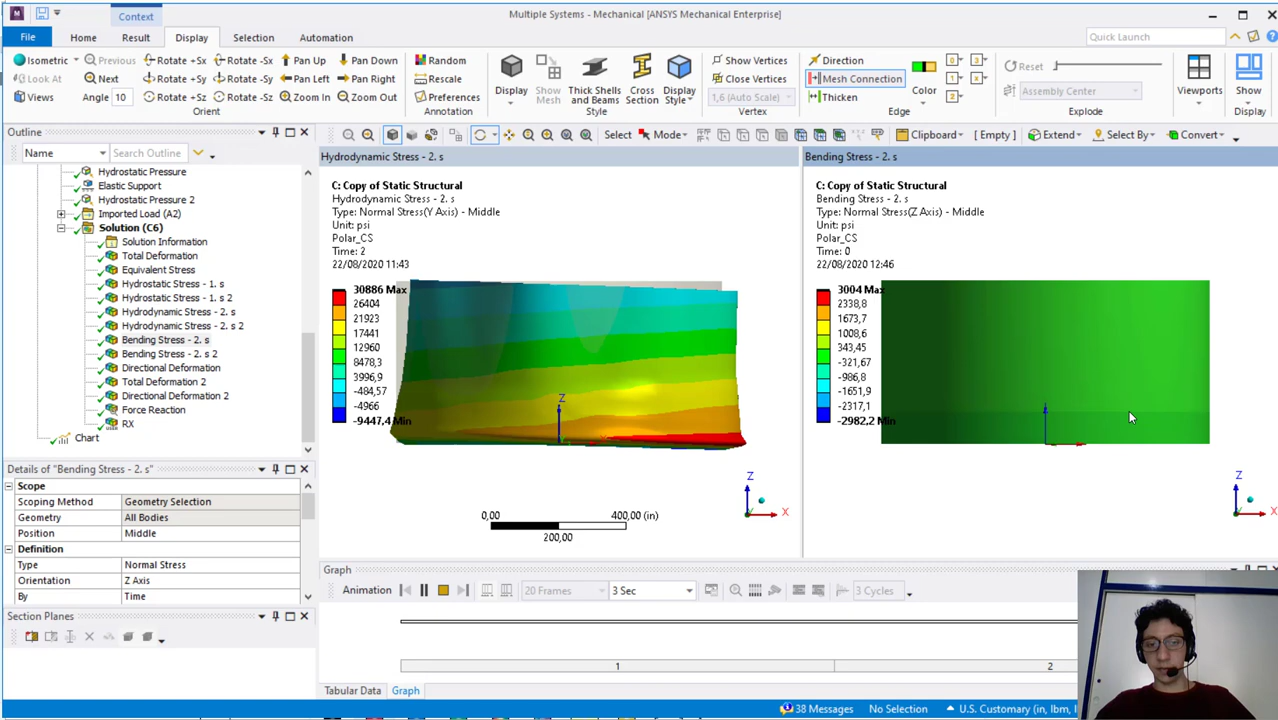 Context
Multiple Systems - Mechanical [ANSYS Mechanical Enterprise]
File Home Result Display Selection Automation
Quick Launch
Isometric Previous Rotate +Sx Rotate -Sx Pan Up Pan Down
Look At Next Rotate +Sy Rotate -Sy Pan Left Pan Right
Views Angle 10 Rotate +Sz Rotate -Sz Zoom In Zoom Out
Orient
Random
Rescale
Preferences
Annotation
Display
Show Mesh
Thick Shells and Beams
Cross Section
Display Style
Style
Show Vertices
Close Vertices
1,6 (Auto Scale)
Vertex
Direction
Mesh Connection
Thicken
Color
Edge
Reset
Assembly Center
Explode
Viewports
Show
Display
Select Mode Clipboard [ Empty ] Extend Select By Convert
Outline
Name Search Outline
Hydrostatic Pressure
Elastic Support
Hydrostatic Pressure 2
Imported Load (A2)
Solution (C6)
Solution Information
Total Deformation
Equivalent Stress
Hydrostatic Stress - 1. s
Hydrostatic Stress - 1. s 2
Hydrodynamic Stress - 2. s
Hydrodynamic Stress - 2. s 2
Bending Stress - 2. s
Bending Stress - 2. s 2
Directional Deformation
Total Deformation 2
Directional Deformation 2
Force Reaction
RX
Chart
Details of "Bending Stress - 2. s"
Scope
Scoping Method Geometry Selection
Geometry All Bodies
Position Middle
Definition
Type Normal Stress
Orientation Z Axis
By Time
Section Planes
Hydrodynamic Stress - 2. s
C: Copy of Static Structural
Hydrodynamic Stress - 2. s
Type: Normal Stress(Y Axis) - Middle
Unit: psi
Polar_CS
Time: 2
22/08/2020 11:43
30886 Max
26404
21923
17441
12960
8478,3
3996,9
-484,57
-4966
-9447,4 Min
Z
Z
X
Y
0,00 400,00 (in)
200,00
Bending Stress - 2. s
C: Copy of Static Structural
Bending Stress - 2. s
Type: Normal Stress(Z Axis) - Middle
Unit: psi
Polar_CS
Time: 0
22/08/2020 12:46
3004 Max
2338,8
1673,7
1008,6
343,45
-321,67
-986,8
-1651,9
-2317,1
-2982,2 Min
Z
X
Y
Graph
Animation 20 Frames 3 Sec 3 Cycles
1 2
Tabular Data Graph
38 Messages No Selection U.S. Customary (in, lbm, l